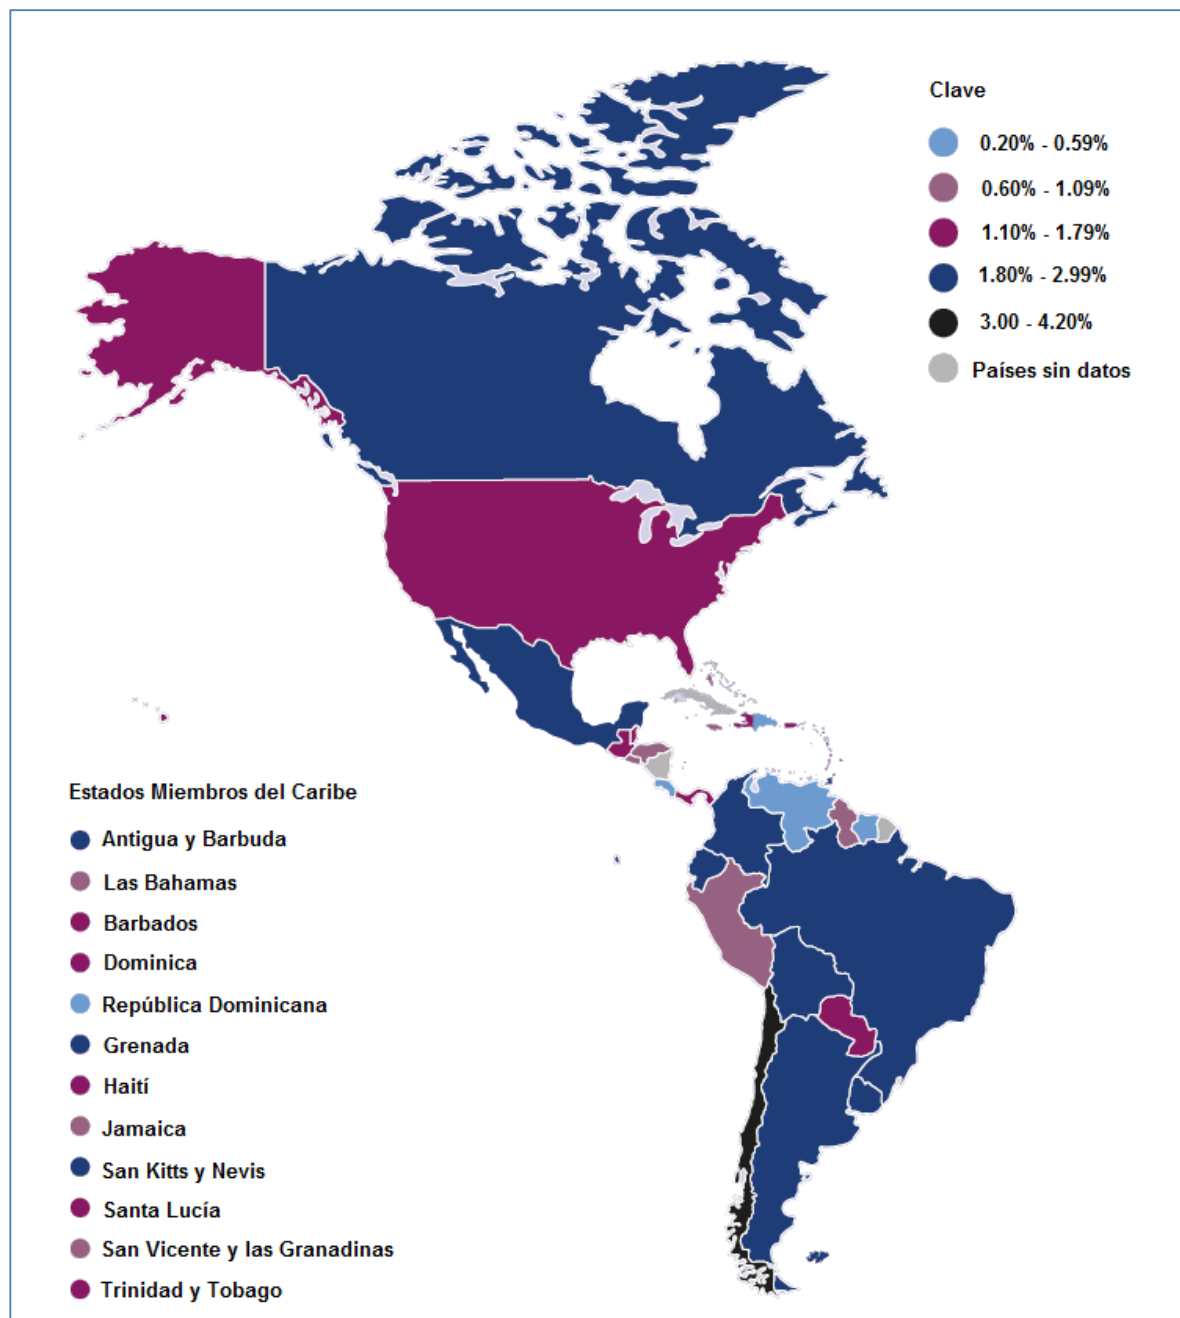 Clave
0.20% - 0.59%
0.60% - 1.09%
1.10% - 1.79%
1.80% - 2.99%
3.00 - 4.20%
Países sin datos
Estados Miembros del Caribe
Antigua y Barbuda
Las Bahamas
Barbados
Dominica
República Dominicana
Grenada
Haití
Jamaica
San Kitts y Nevis
Santa Lucía
San Vicente y las Granadinas
Trinidad y Tobago